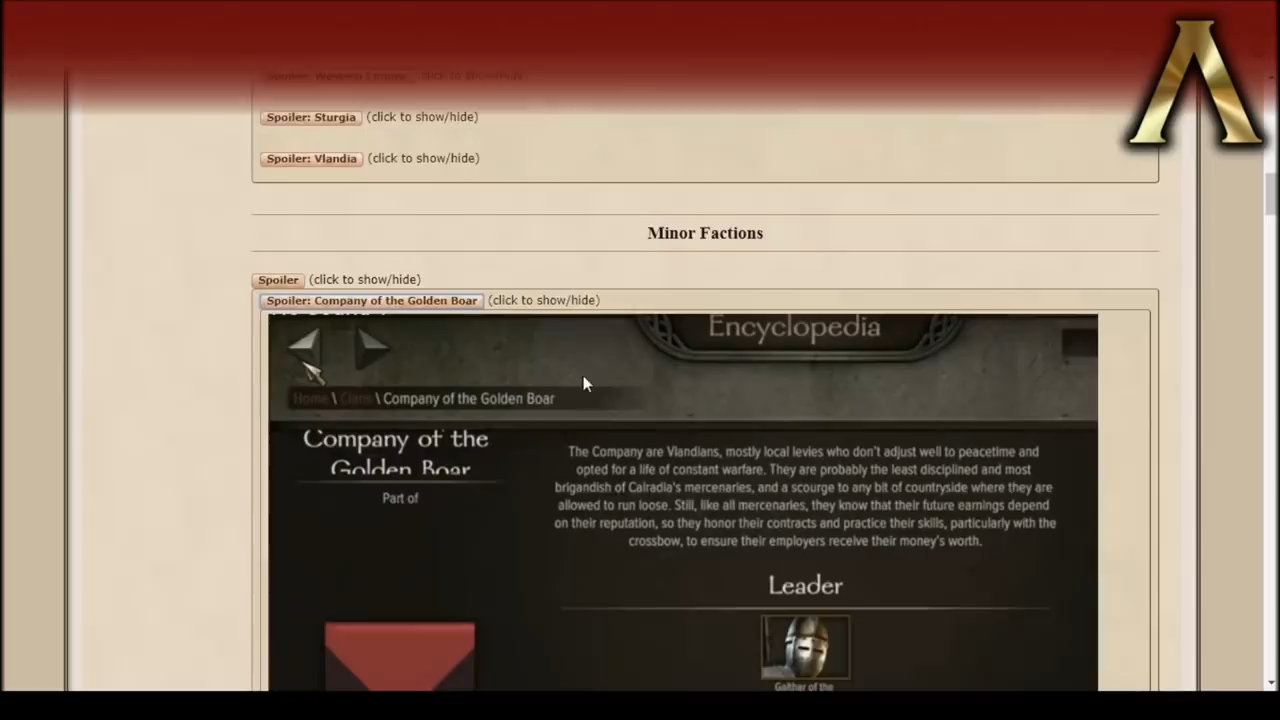 Spoiler: Sturgia (click to show/hide)
Spoiler: Vlandia (click to show/hide)
Minor Factions
Spoiler (click to show/hide)
Spoiler: Company of the Golden Boar (click to show/hide)
Encyclopedia
Home \ Clans \ Company of the Golden Boar
Company of the
Golden Boar
Part of
The Company are Vlandians, mostly local levies who don't adjust well to peacetime and
opted for a life of constant warfare. They are probably the least disciplined and most
brigandish of Calradia's mercenaries, and a scourge to any bit of countryside where they are
allowed to run loose. Still, like all mercenaries, they know that their future earnings depend
on their reputation, so they honor their contracts and practice their skills, particularly with the
crossbow, to ensure their employers receive their money's worth.
Leader
of the